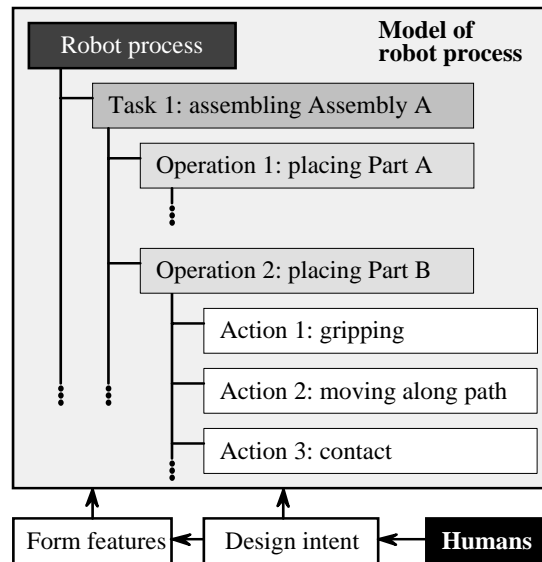 Model of
robot process
Robot process
Task 1: assembling Assembly A
Operation 1: placing Part A
Operation 2: placing Part B
Action 1: gripping
Action 2: moving along path
Action 3: contact
Form features
Design intent
Humans